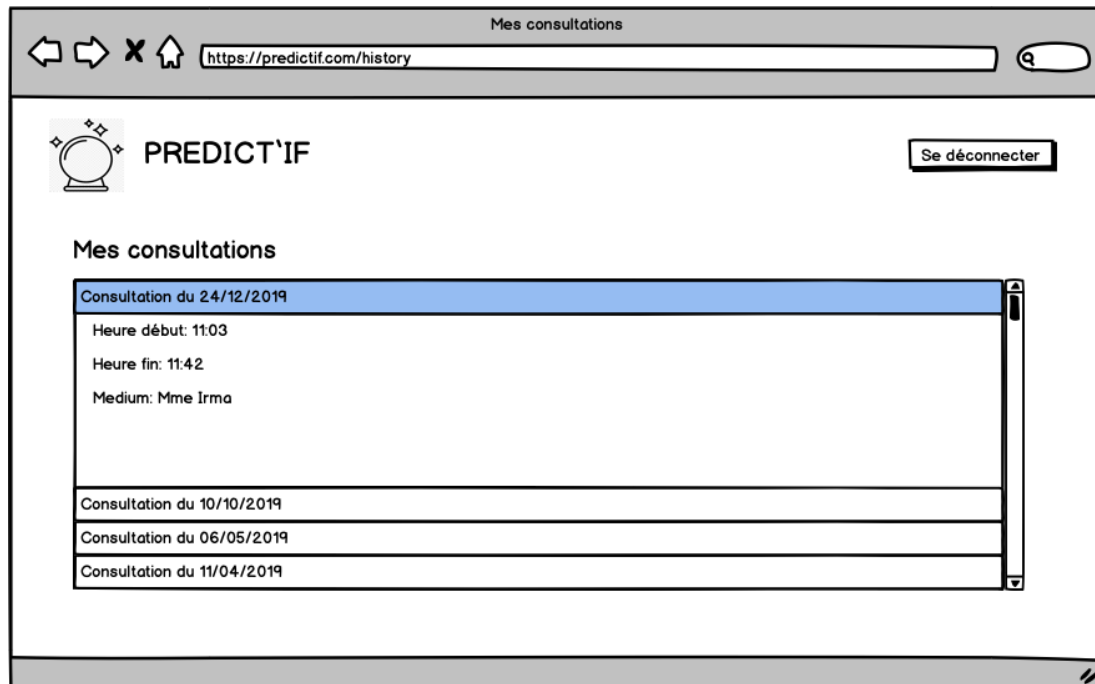 Mes consultations
https://predictif.com/history
PREDICT`IF
Se déconnecter
Mes consultations
Consultation du 24/12/2019
Heure début: 11:03
Heure fin: 11:42
Medium: Mme Irma
Consultation du 10/10/2019
Consultation du 06/05/2019
Consultation du 11/04/2019